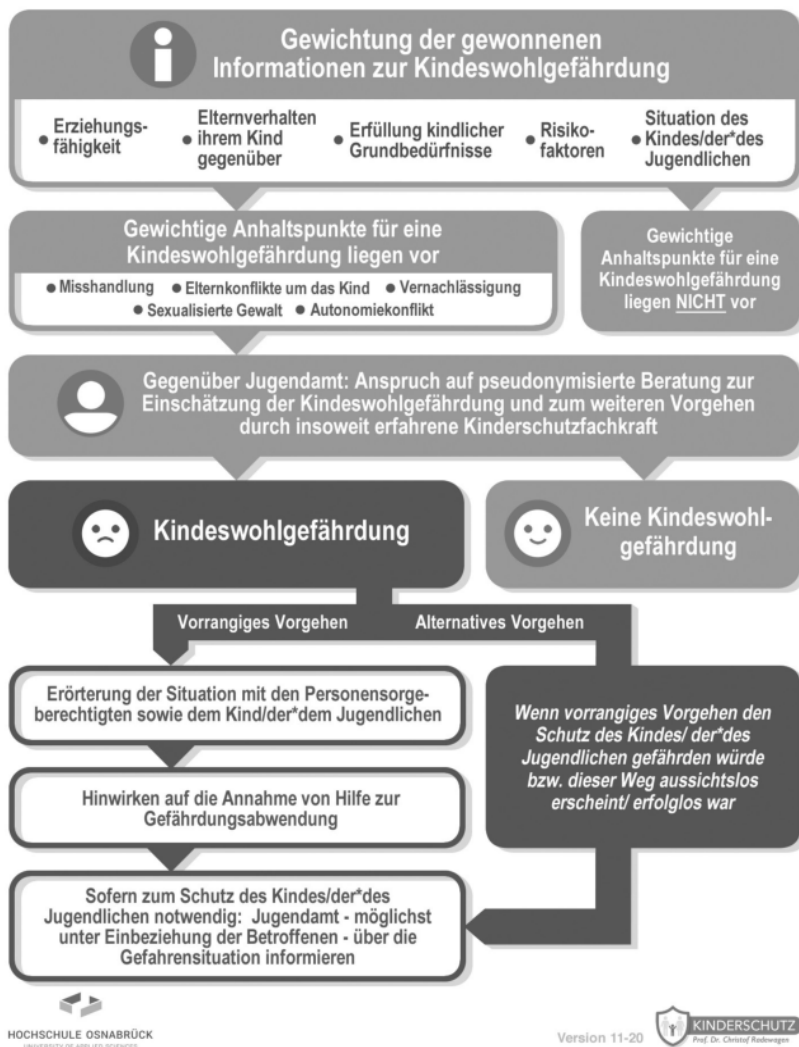 Gewichtung der gewonnenen
Informationen zur Kindeswohlgefährdung
● Erziehungs-
fähigkeit
● Elternverhalten
ihrem Kind
gegenüber
● Erfüllung kindlicher
Grundbedürfnisse
● Risiko-
faktoren
● Situation des
Kindes/der*des
Jugendlichen
Gewichtige Anhaltspunkte für eine
Kindeswohlgefährdung liegen vor
● Misshandlung ● Elternkonflikte um das Kind ● Vernachlässigung
● Sexualisierte Gewalt ● Autonomiekonflikt
Gewichtige
Anhaltspunkte für eine
Kindeswohlgefährdung
liegen NICHT vor
Gegenüber Jugendamt: Anspruch auf pseudonymisierte Beratung zur
Einschätzung der Kindeswohlgefährdung und zum weiteren Vorgehen
durch insoweit erfahrene Kinderschutzfachkraft
Kindeswohlgefährdung
Keine Kindeswohl-
gefährdung
Vorrangiges Vorgehen
Alternatives Vorgehen
Erörterung der Situation mit den Personensorge-
berechtigten sowie dem Kind/der*dem Jugendlichen
Hinwirken auf die Annahme von Hilfe zur
Gefährdungsabwendung
Sofern zum Schutz des Kindes/der*des
Jugendlichen notwendig: Jugendamt - möglichst
unter Einbeziehung der Betroffenen - über die
Gefahrensituation informieren
Wenn vorrangiges Vorgehen den
Schutz des Kindes/ der*des
Jugendlichen gefährden würde
bzw. dieser Weg aussichtslos
erscheint/ erfolglos war
HOCHSCHULE OSNABRÜCK
UNIVERSITY OF APPLIED SCIENCES
Version 11-20
KINDERSCHUTZ
Prof. Dr. Christof Radewagen